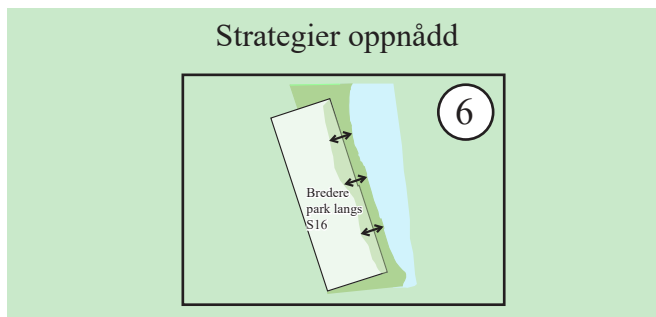 Strategier oppnådd
6
Bredere
park langs
S16